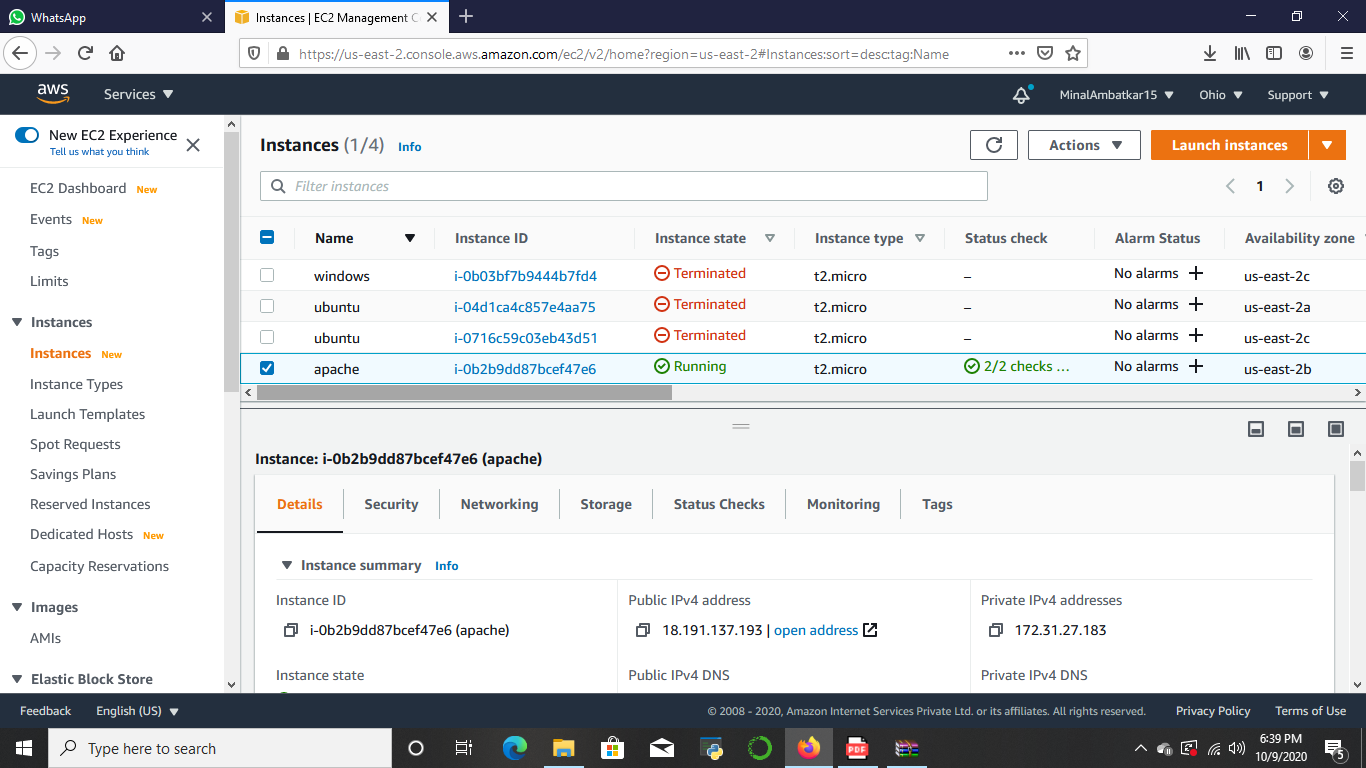 WhatsApp
Instances | EC2 Management C
https://us-east-2.console.aws.amazon.com/ec2/v2/home?region=us-east-2#Instances:sort=desc:tag:Name
aws Services MinalAmbatkar15 Ohio Support
New EC2 Experience
Tell us what you think
EC2 Dashboard New
Events New
Tags
Limits
Instances
Instances New
Instance Types
Launch Templates
Spot Requests
Savings Plans
Reserved Instances
Dedicated Hosts New
Capacity Reservations
Images
AMIs
Elastic Block Store
Instances (1/4) Info
Actions Launch instances
Filter instances
1
Name Instance ID Instance state Instance type Status check Alarm Status Availability zone
windows i-0b03bf7b9444b7fd4 Terminated t2.micro – No alarms + us-east-2c
ubuntu i-04d1ca4c857e4aa75 Terminated t2.micro – No alarms + us-east-2a
ubuntu i-0716c59c03eb43d51 Terminated t2.micro – No alarms + us-east-2c
apache i-0b2b9dd87bcef47e6 Running t2.micro 2/2 checks ... No alarms + us-east-2b
Instance: i-0b2b9dd87bcef47e6 (apache)
Details Security Networking Storage Status Checks Monitoring Tags
Instance summary Info
Instance ID Public IPv4 address Private IPv4 addresses
i-0b2b9dd87bcef47e6 (apache) 18.191.137.193 | open address 172.31.27.183
Instance state Public IPv4 DNS Private IPv4 DNS
Feedback English (US) © 2008 - 2020, Amazon Internet Services Private Ltd. or its affiliates. All rights reserved. Privacy Policy Terms of Use
Type here to search
PDF
6:39 PM
10/9/2020
5